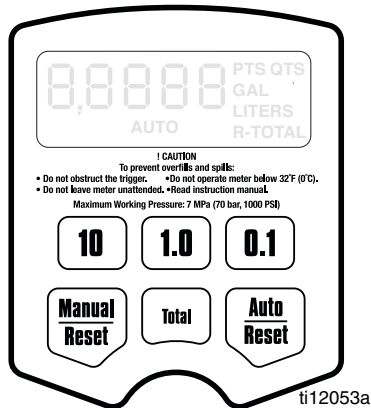 8,8888 PTS QTS
GAL
LITERS
AUTO R-TOTAL
! CAUTION
To prevent overfills and spills:
• Do not obstruct the trigger. •Do not operate meter below 32˚F (0˚C).
• Do not leave meter unattended. •Read instruction manual.
Maximum Working Pressure: 7 MPa (70 bar, 1000 PSI)
10 1.0 0.1
Manual
Reset
Total
Auto
Reset
ti12053a